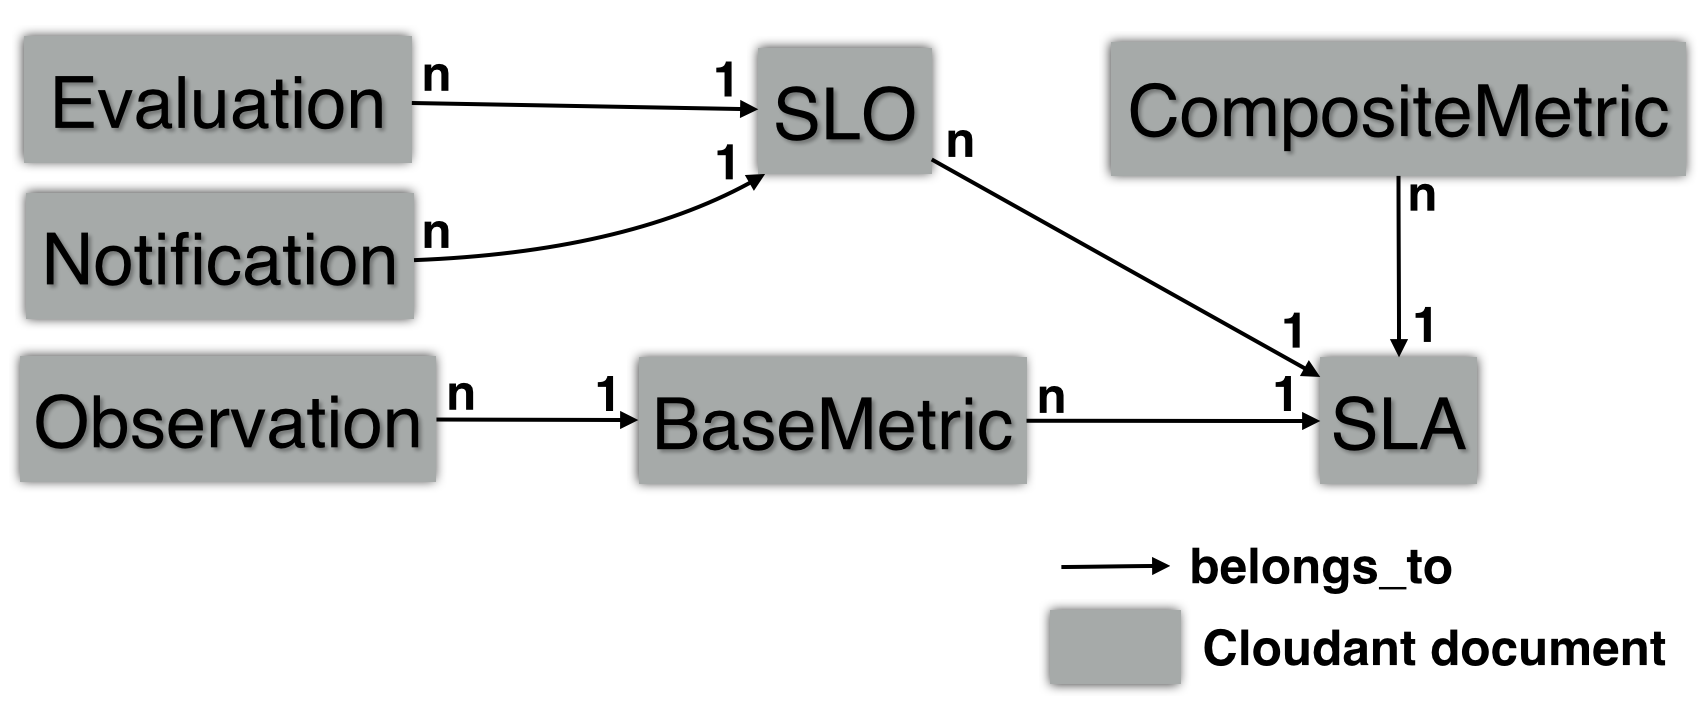 Evaluation
n
1
SLO
n
CompositeMetric
n
1
Notification
n
1
1
Observation
n
1
BaseMetric
n
1
SLA
belongs_to
Cloudant document